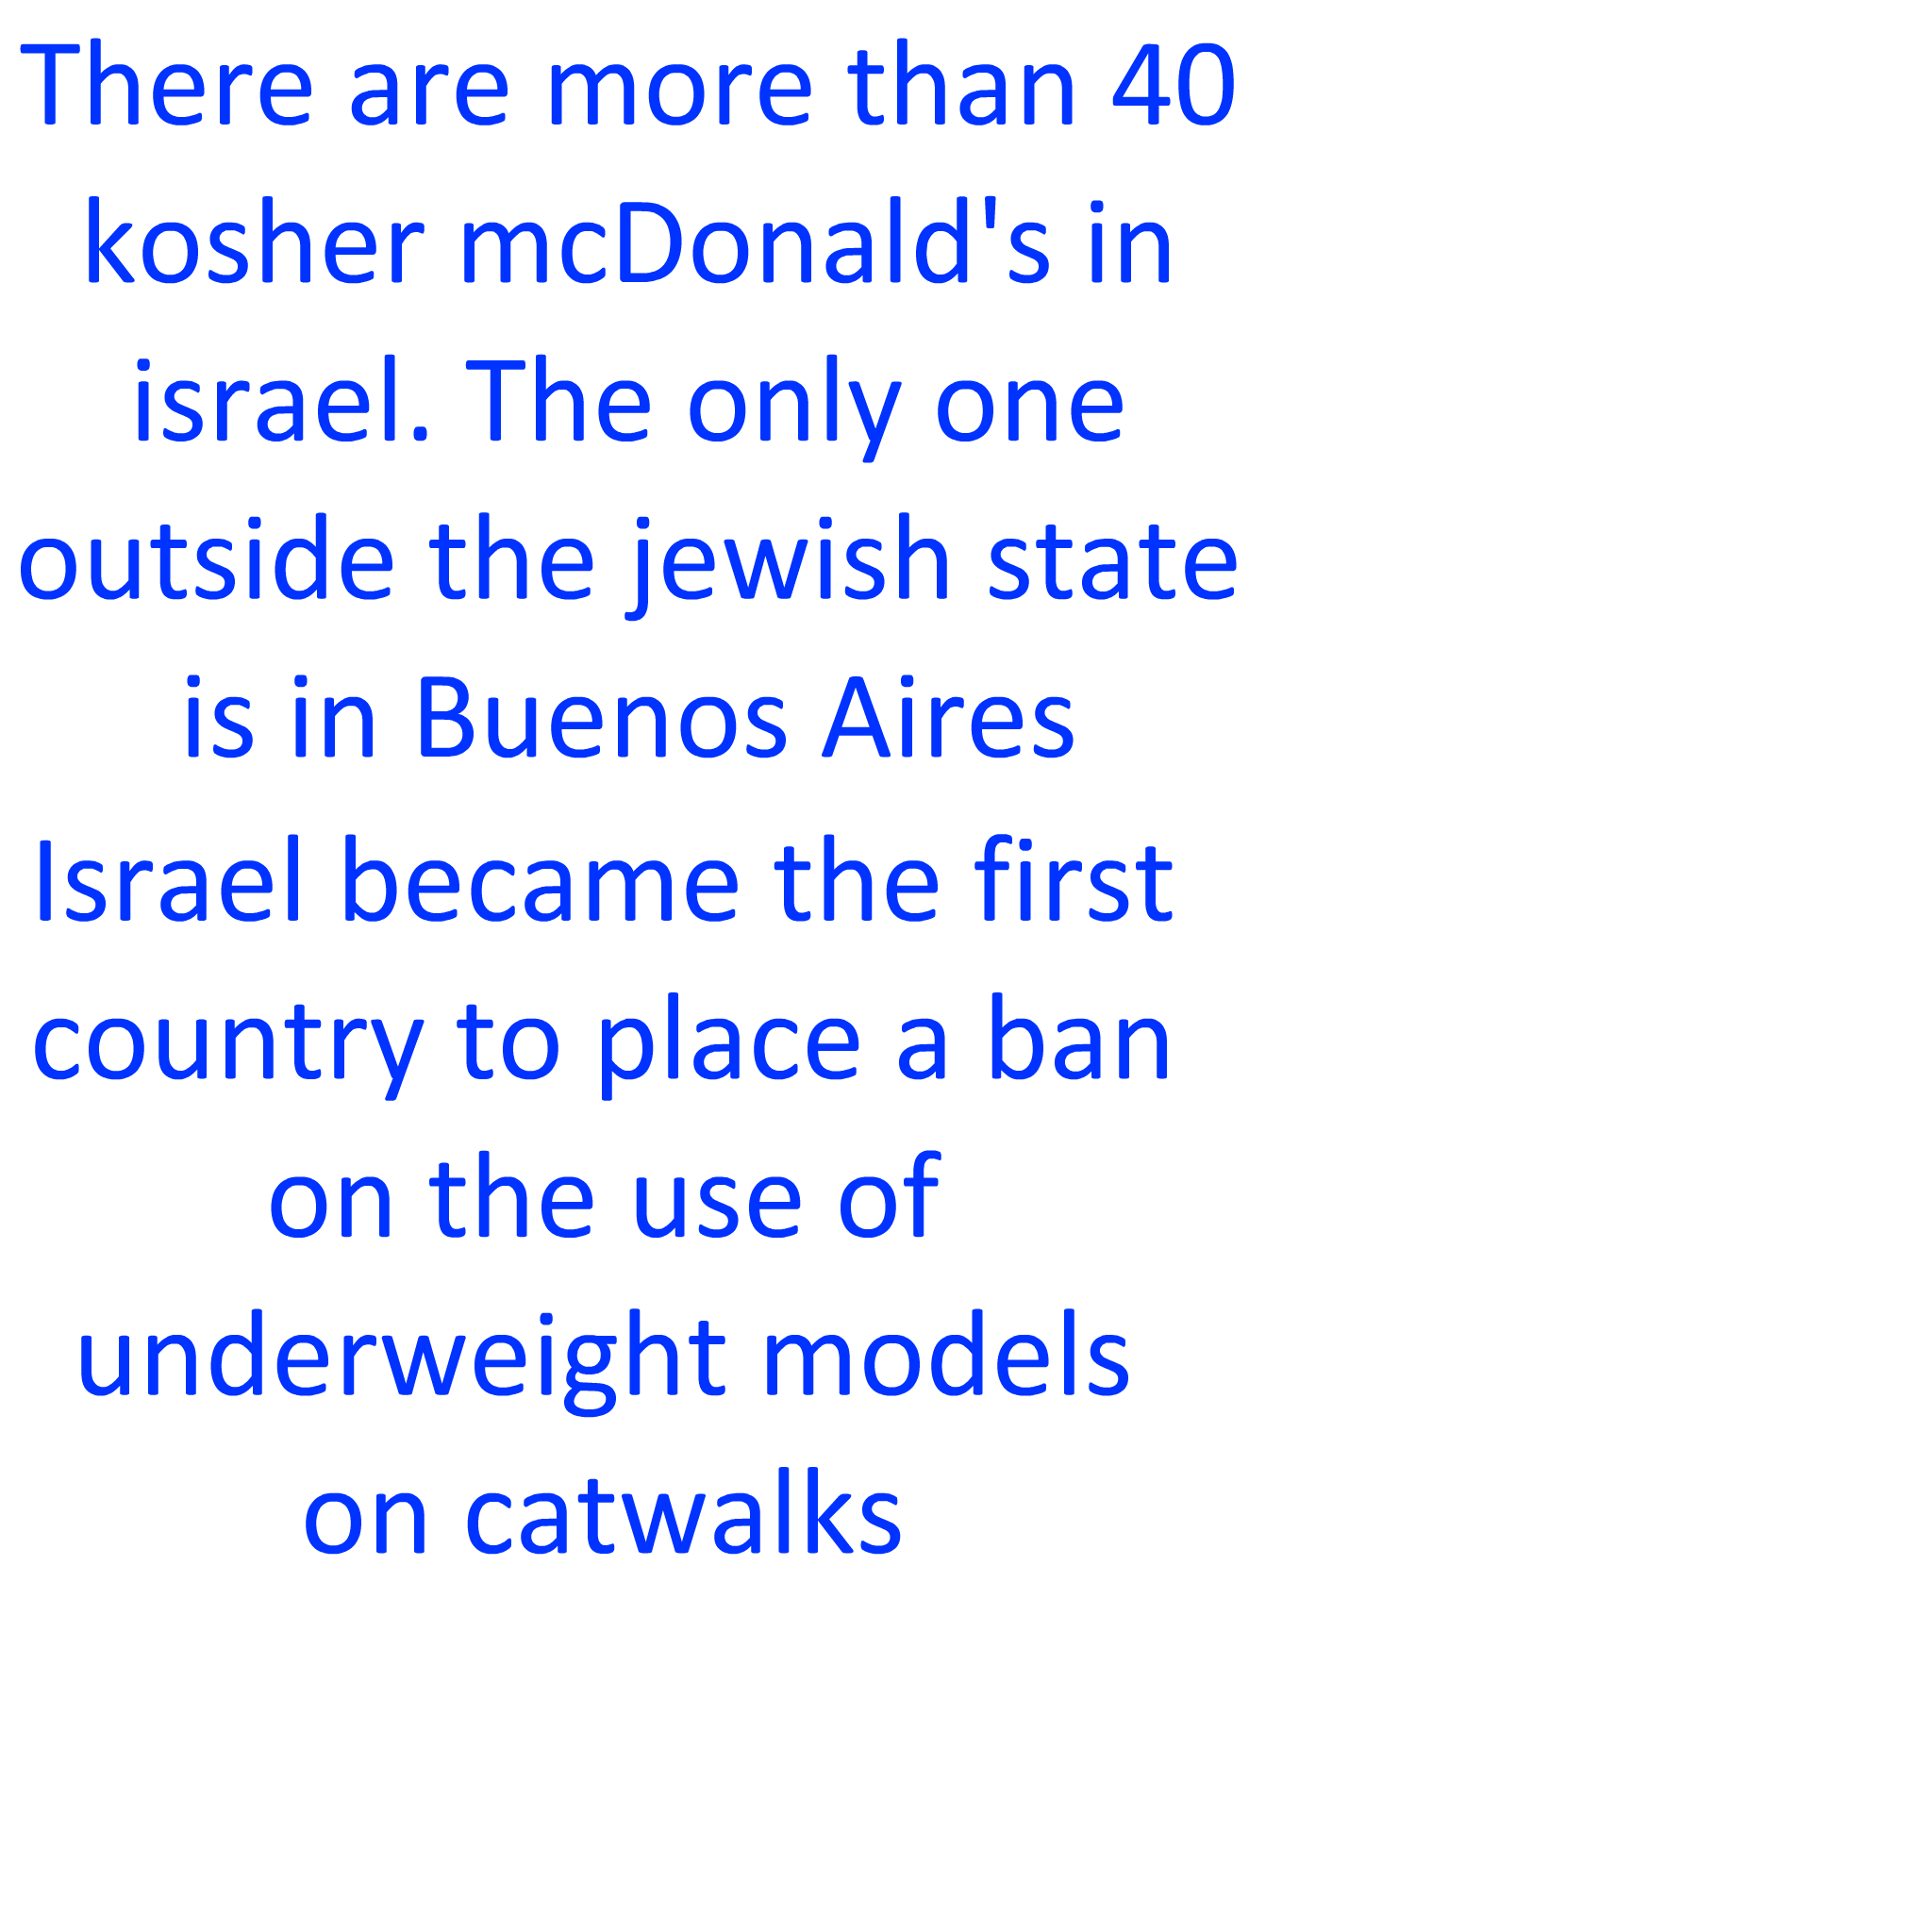 There are more than 40
kosher mcDonald's in
israel. The only one
outside the jewish state
is in Buenos Aires
Israel became the first
country to place a ban
on the use of
underweight models
on catwalks